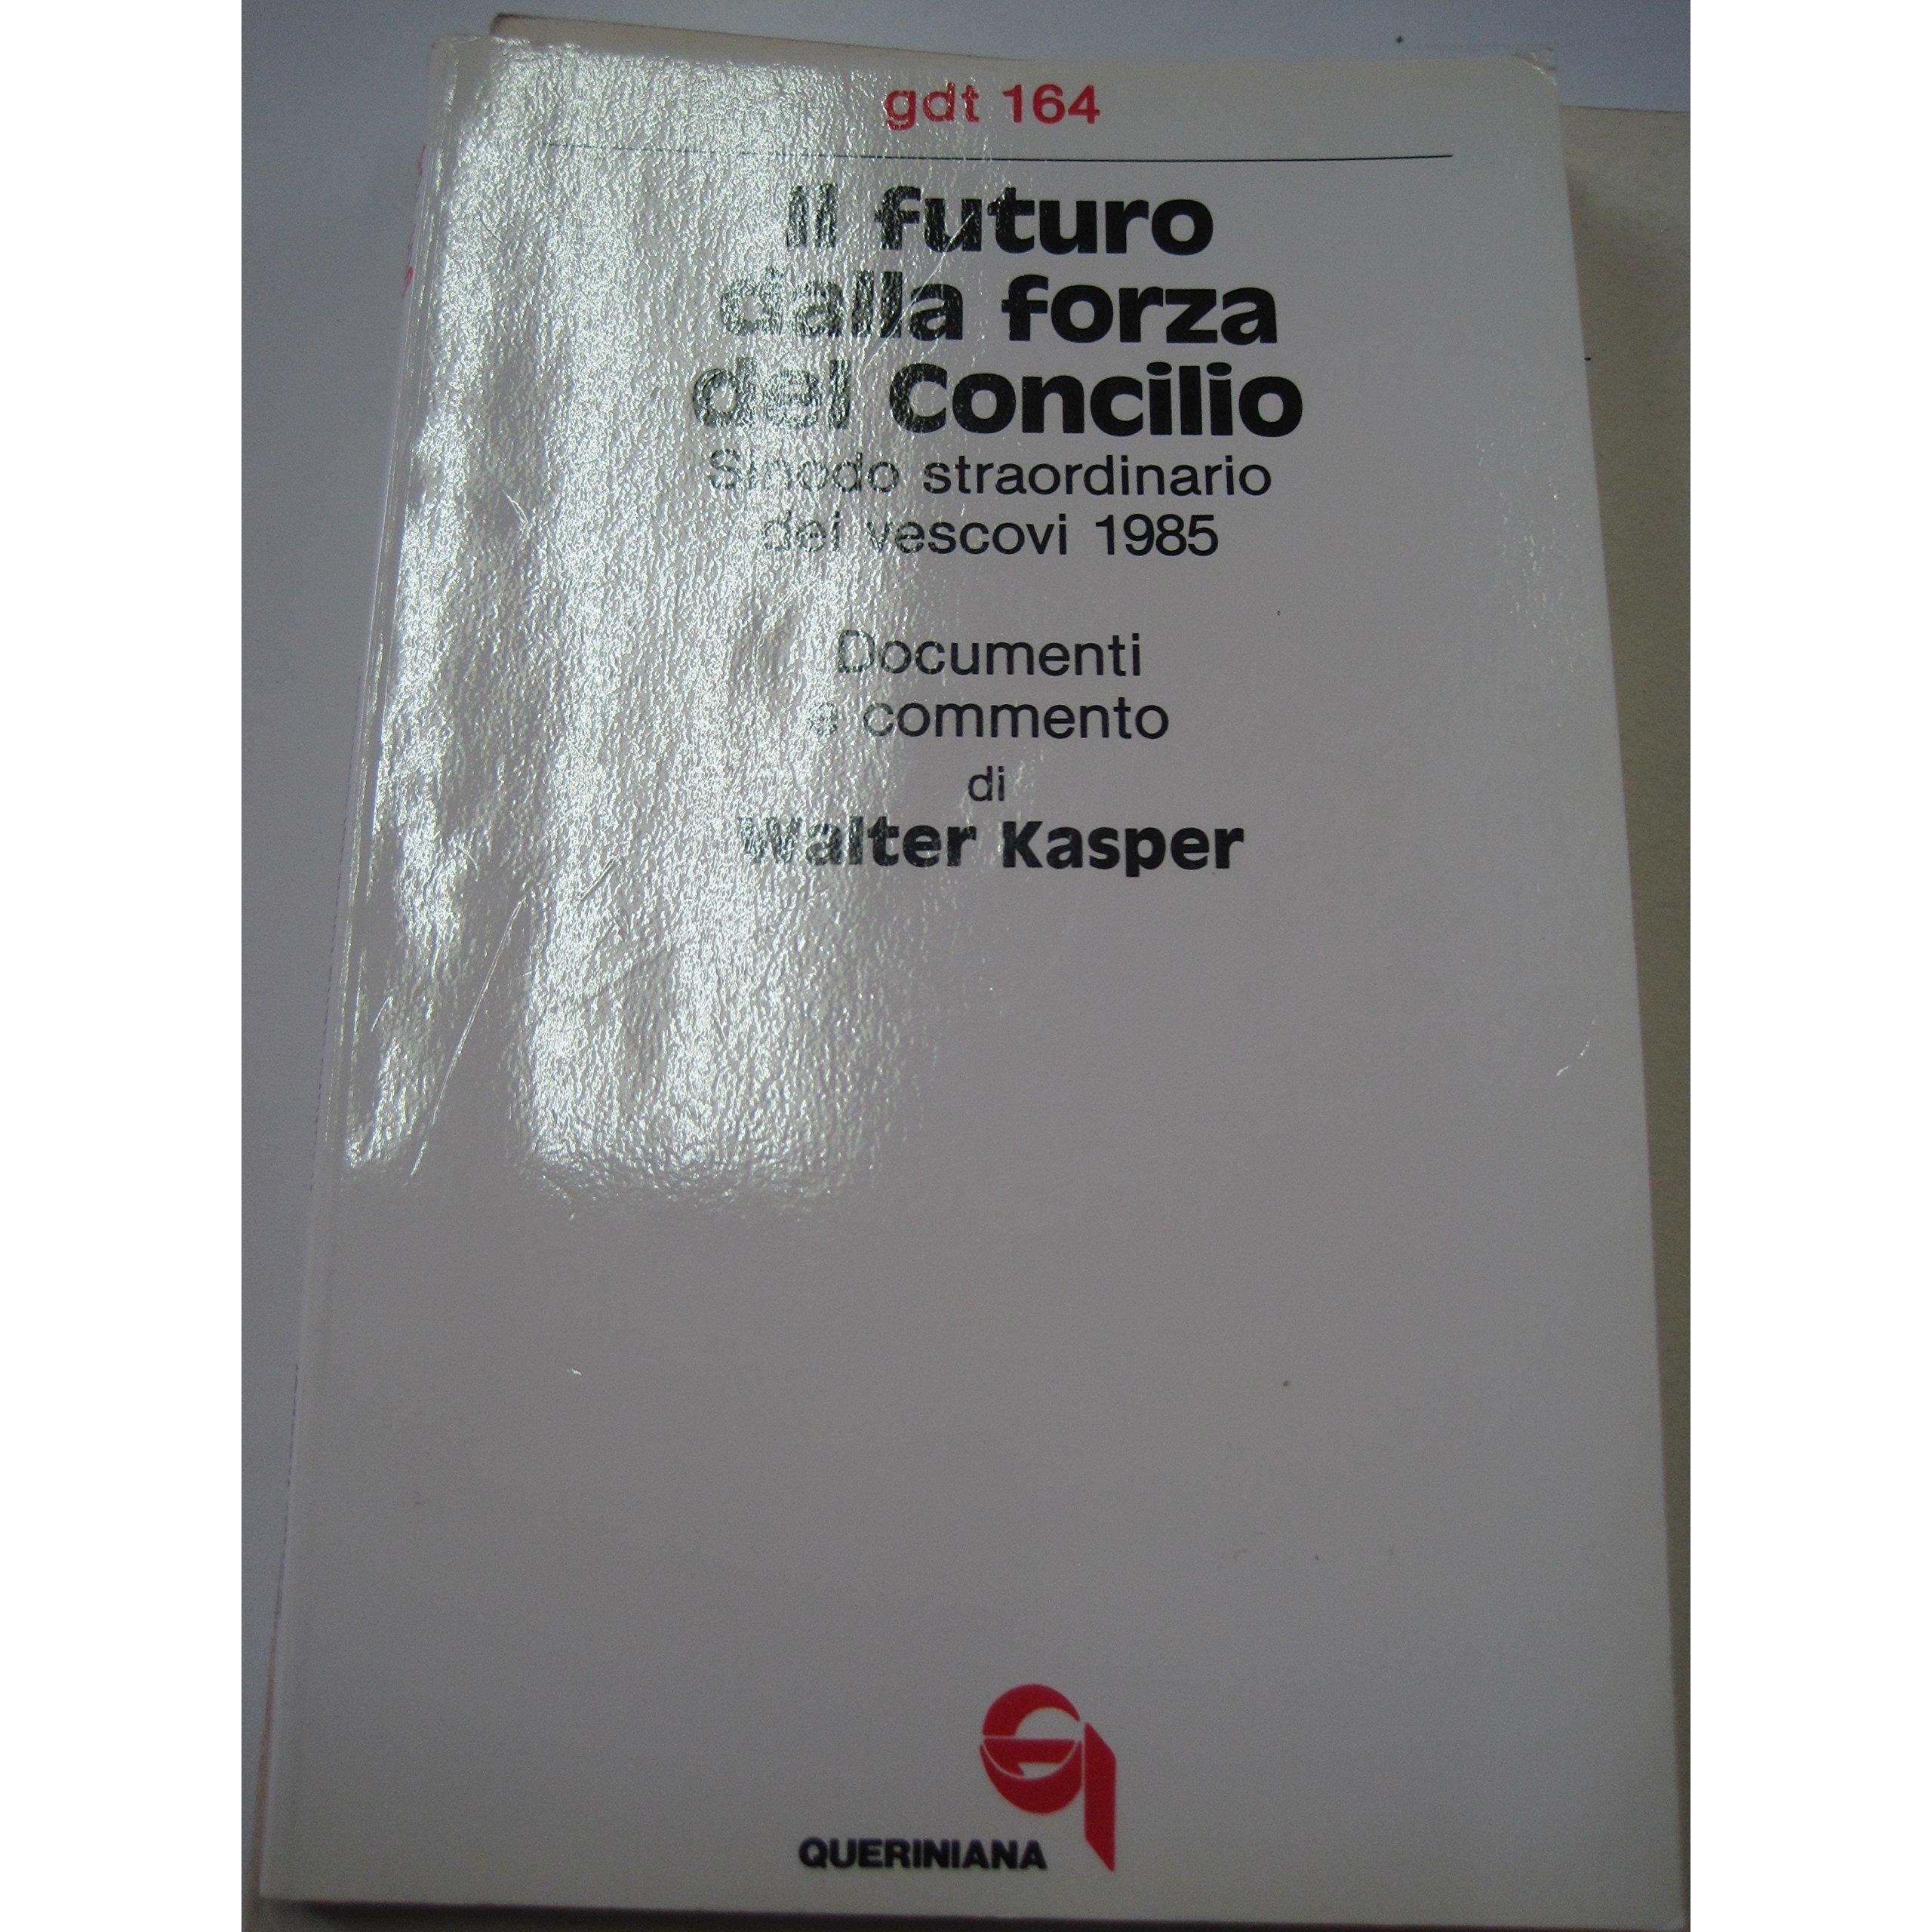 gdt 164
Il futuro
dalla forza
del Concilio
Sinodo straordinario
dei vescovi 1985
Documenti
e commento
di
Walter Kasper
QUERINIANA